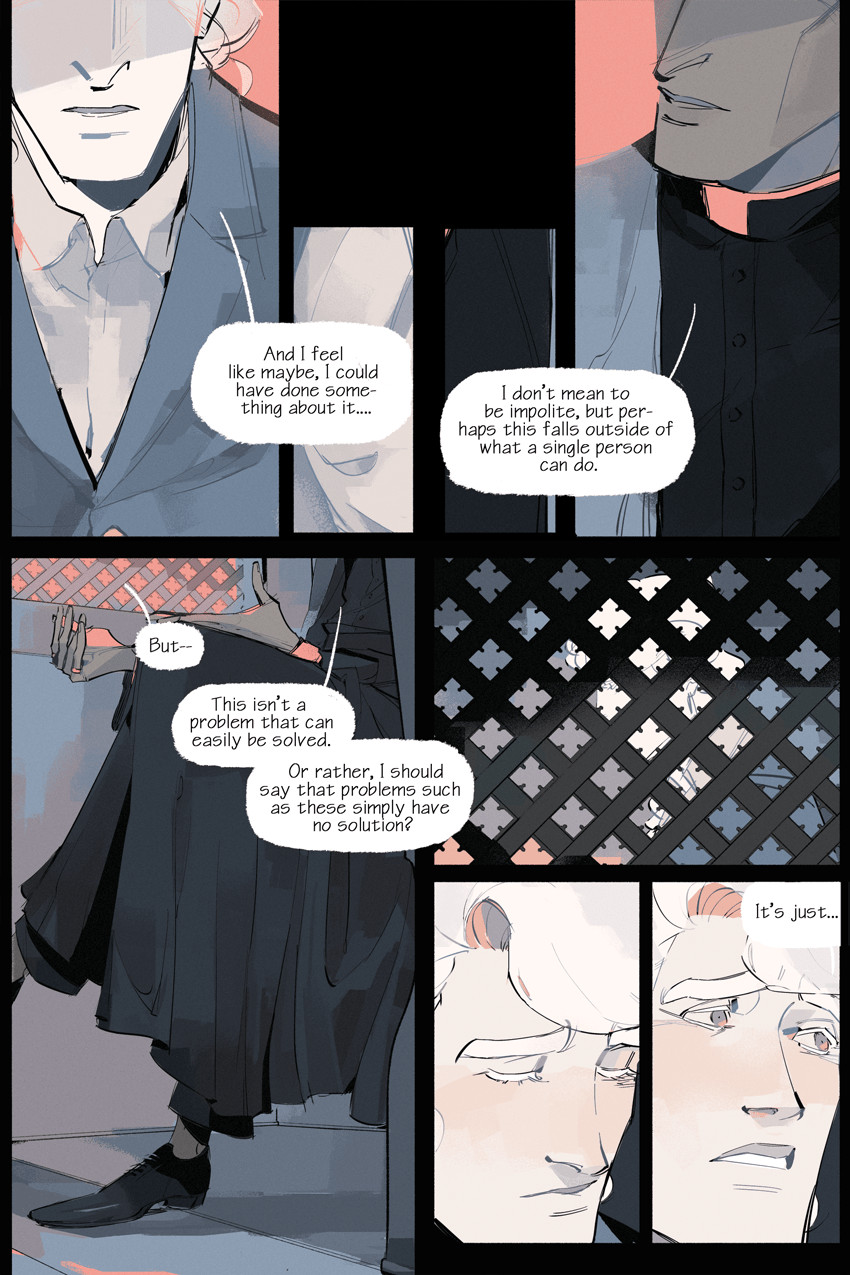 And I feel
like maybe, I could
have done some-
thing about it....
I don't mean to
be impolite, but per-
haps this falls outside of
what a single person
can do.
But--
This isn't a
problem that can
easily be solved.
Or rather, I should
say that problems such
as these simply have
no solution?
It's just...